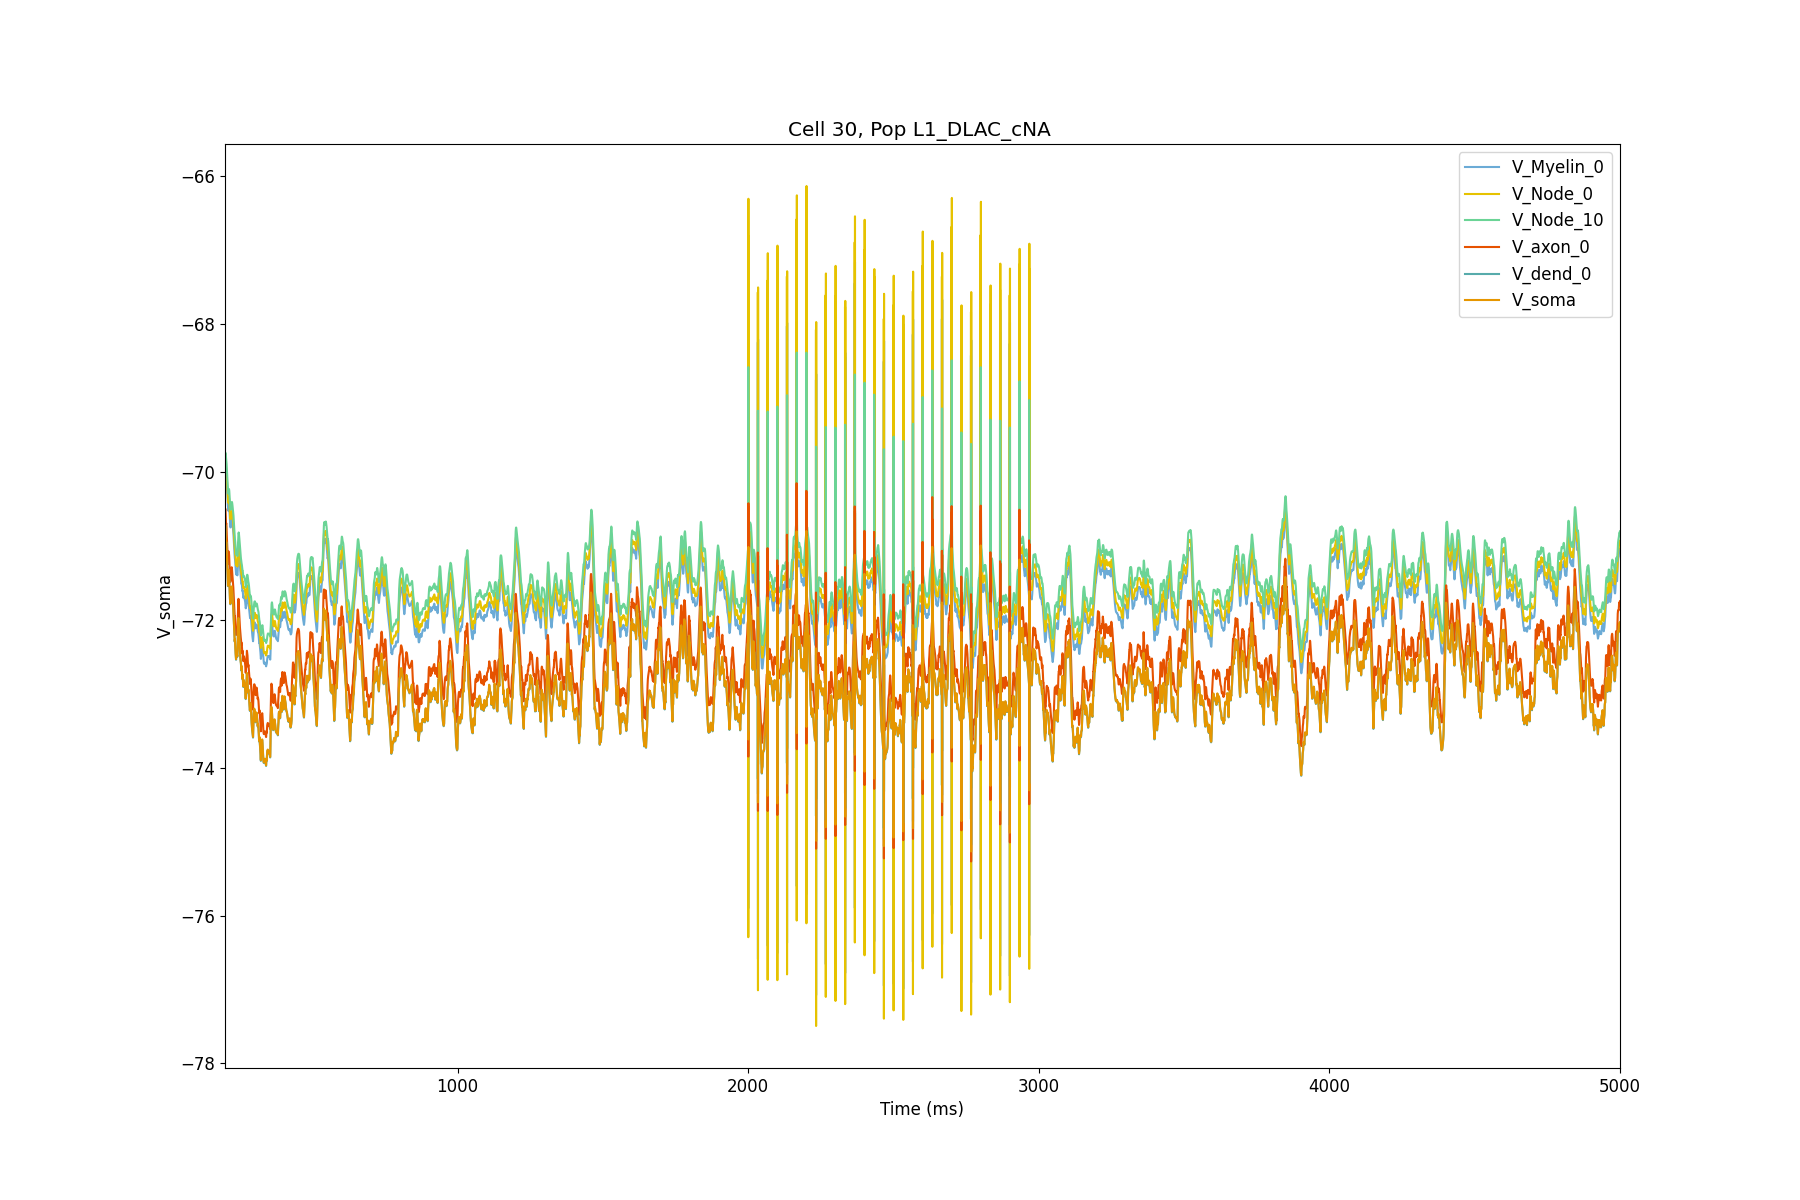 Cell 30, Pop L1_DLAC_cNA
V_Myelin_0
V_Node_0
V_Node_10
V_axon_0
V_dend_0
V_soma
−66
−68
−70
−72
−74
−76
−78
V_soma
1000
2000
3000
4000
5000
Time (ms)